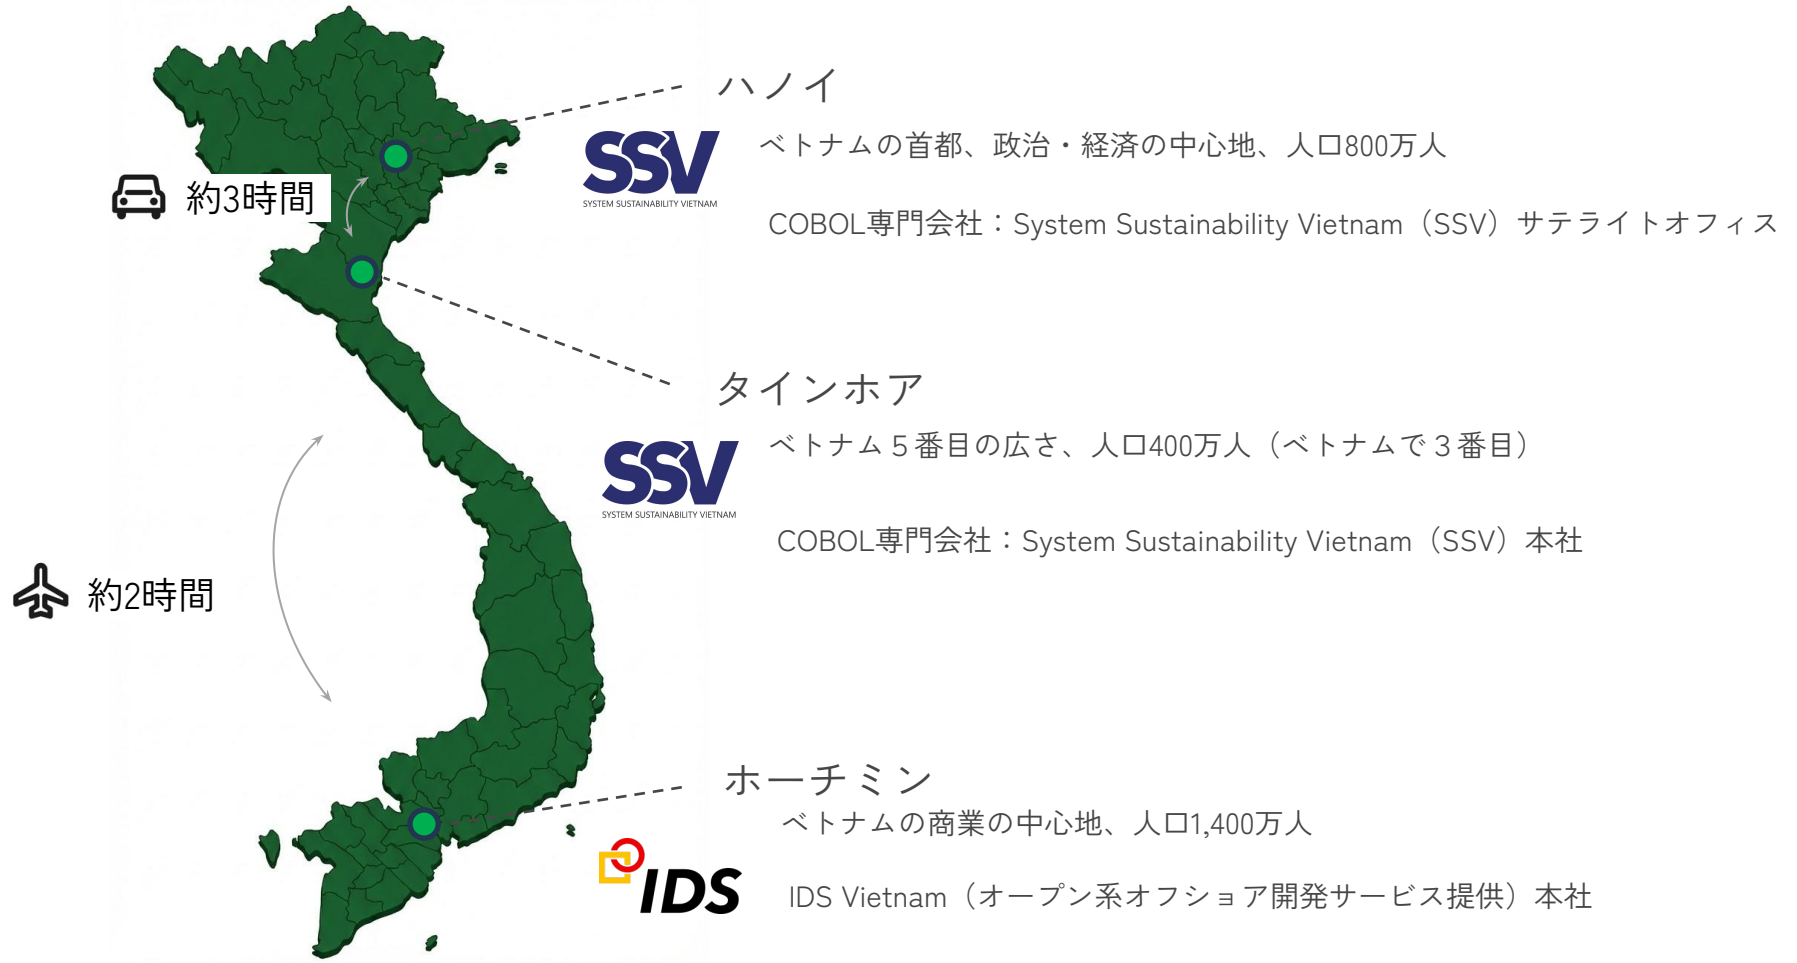 ハノイ
SSV
SYSTEM SUSTAINABILITY VIETNAM
ベトナムの首都、政治・経済の中心地、人口800万人
約3時間
COBOL専門会社：System Sustainability Vietnam（SSV）サテライトオフィス
タインホア
SSV
SYSTEM SUSTAINABILITY VIETNAM
ベトナム５番目の広さ、人口400万人（ベトナムで３番目）
COBOL専門会社：System Sustainability Vietnam（SSV）本社
約2時間
ホーチミン
ベトナムの商業の中心地、人口1,400万人
IDS
IDS Vietnam（オープン系オフショア開発サービス提供）本社